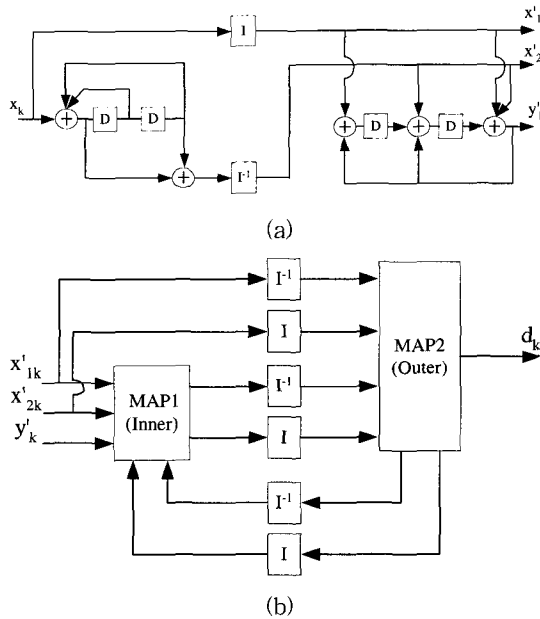 x'₁
I
x'₂
xₖ
+
D
D
+
D
+
D
+
y'ₖ
+
I⁻¹
(a)
I⁻¹
I
MAP2
(Outer)
dₖ
x'₁ₖ
x'₂ₖ
y'ₖ
MAP1
(Inner)
I⁻¹
I
I⁻¹
I
(b)